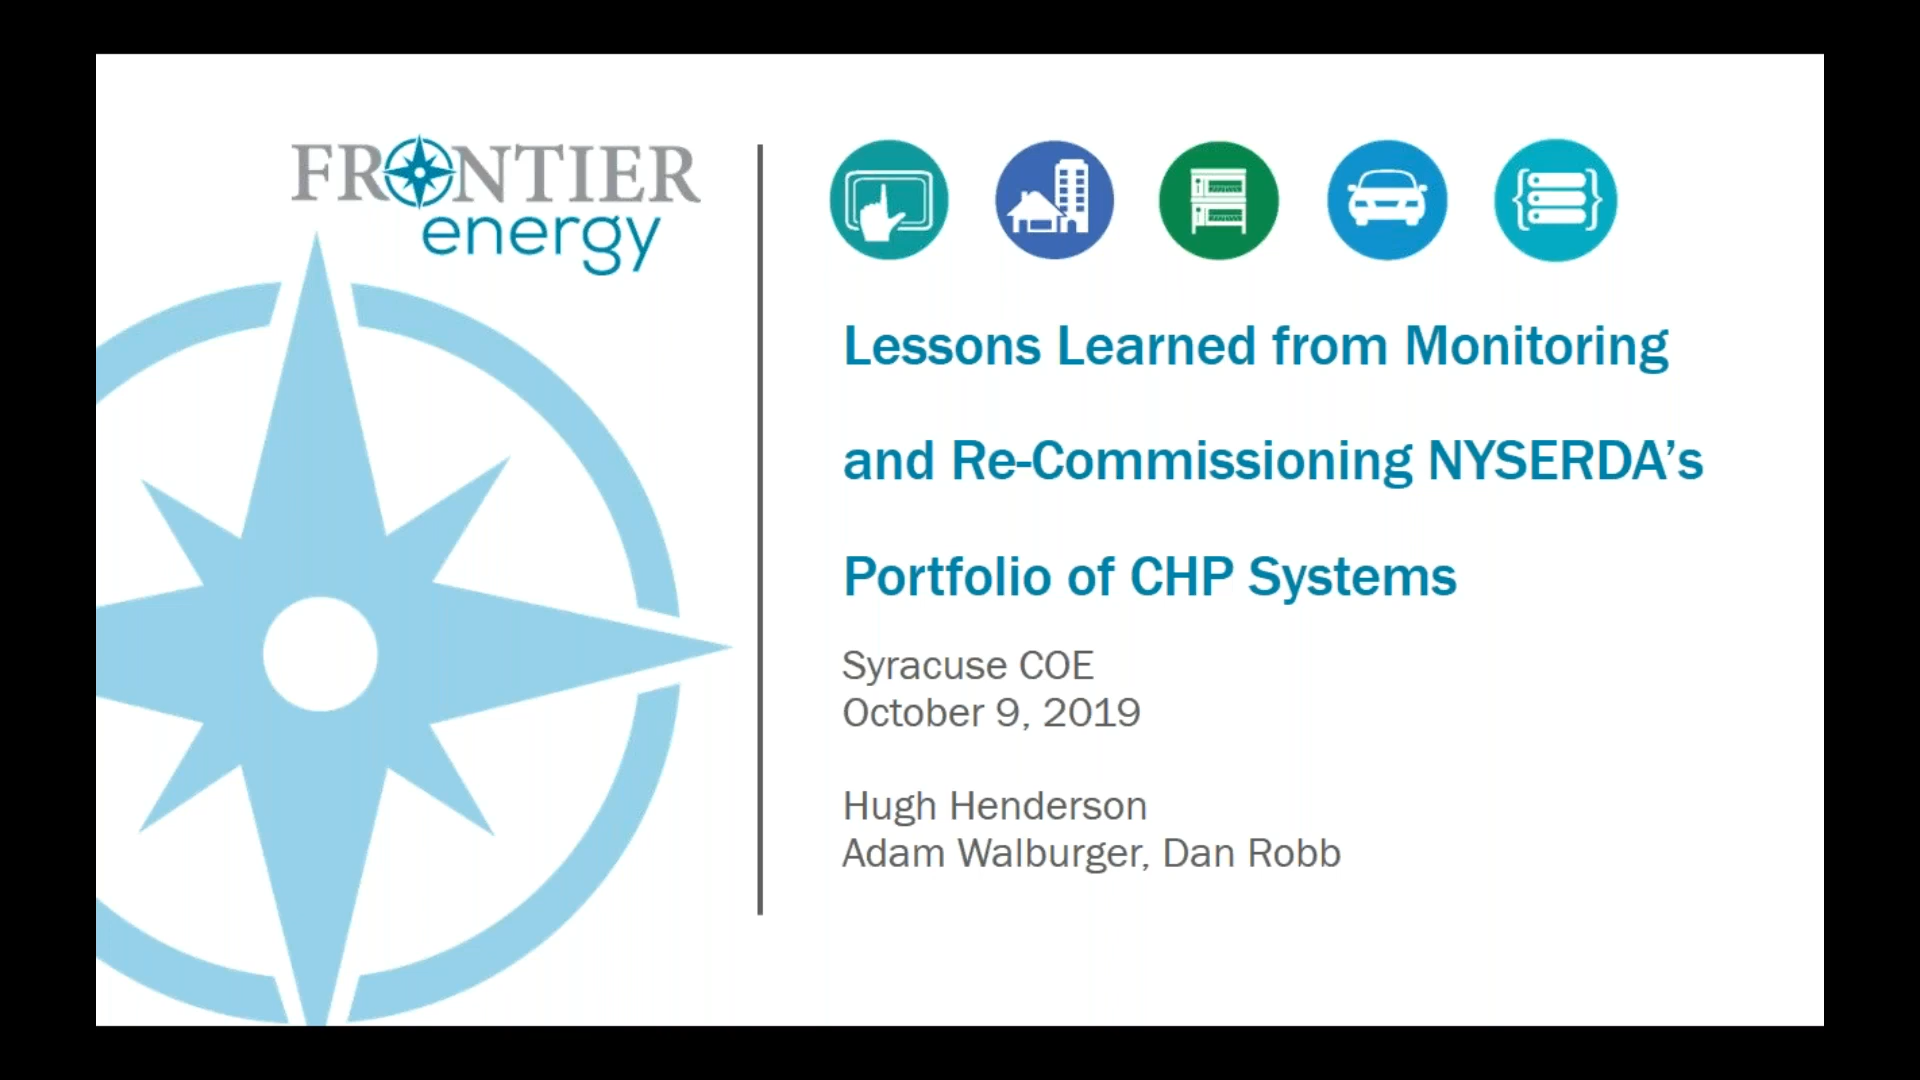 FRONTIER
energy
Lessons Learned from Monitoring
and Re-Commissioning NYSERDA’s
Portfolio of CHP Systems
Syracuse COE
October 9, 2019
Hugh Henderson
Adam Walburger, Dan Robb